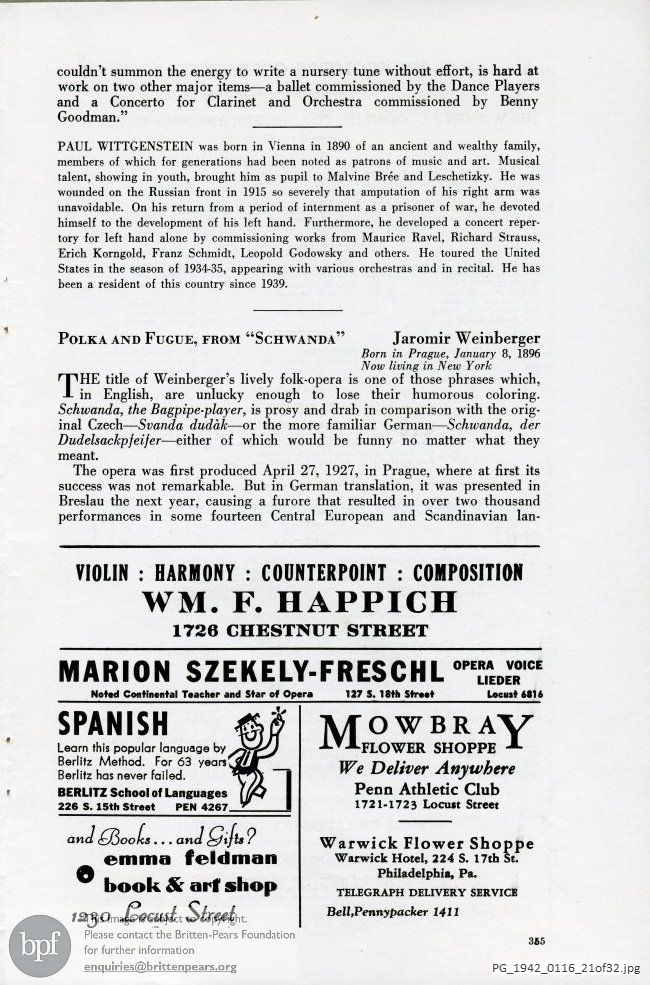 couldn't summon the energy to write a nursery tune without effort, is hard at
work on two other major items—a ballet commissioned by the Dance Players
and a Concerto for Clarinet and Orchestra commissioned by Benny
Goodman."
PAUL WITTGENSTEIN was born in Vienna in 1890 of an ancient and wealthy family,
members of which for generations had been noted as patrons of music and art. Musical
talent, showing in youth, brought him as pupil to Malvine Brée and Leschetizky. He was
wounded on the Russian front in 1915 so severely that amputation of his right arm was
unavoidable. On his return from a period of internment as a prisoner of war, he devoted
himself to the development of his left hand. Furthermore, he developed a concert reper-
tory for left hand alone by commissioning works from Maurice Ravel, Richard Strauss,
Erich Korngold, Franz Schmidt, Leopold Godowsky and others. He toured the United
States in the season of 1934-35, appearing with various orchestras and in recital. He has
been a resident of this country since 1939.
POLKA AND FUGUE, FROM "SCHWANDA" Jaromir Weinberger
Born in Prague, January 8, 1896
Now living in New York
THE title of Weinberger's lively folk-opera is one of those phrases which,
in English, are unlucky enough to lose their humorous coloring.
Schwanda, the Bagpipe-player, is prosy and drab in comparison with the orig-
inal Czech—Svanda dudàk—or the more familiar German—Schwanda, der
Dudelsackpfeifer—either of which would be funny no matter what they
meant.
The opera was first produced April 27, 1927, in Prague, where at first its
success was not remarkable. But in German translation, it was presented in
Breslau the next year, causing a furore that resulted in over two thousand
performances in some fourteen Central European and Scandinavian lan-
VIOLIN : HARMONY : COUNTERPOINT : COMPOSITION
WM. F. HAPPICH
1726 CHESTNUT STREET
MARION SZEKELY-FRESCHL OPERA VOICE
LIEDER
Noted Continental Teacher and Star of Opera 127 S. 18th Street Locust 6816
SPANISH
Learn this popular language by
Berlitz Method. For 63 years
Berlitz has never failed.
BERLITZ School of Languages
226 S. 15th Street PEN 4267
and Books...and Gifts?
emma feldman
book & art shop
1230 Locust Street
MOWBRAY
FLOWER SHOPPE
We Deliver Anywhere
Penn Athletic Club
1721-1723 Locust Street
Warwick Flower Shoppe
Warwick Hotel, 224 S. 17th St.
Philadelphia, Pa.
TELEGRAPH DELIVERY SERVICE
Bell,Pennypacker 1411
355
bpf
This image is subject to copyright.
Please contact the Britten-Pears Foundation
for further information
enquiries@brittenpears.org
PG_1942_0116_21of32.jpg